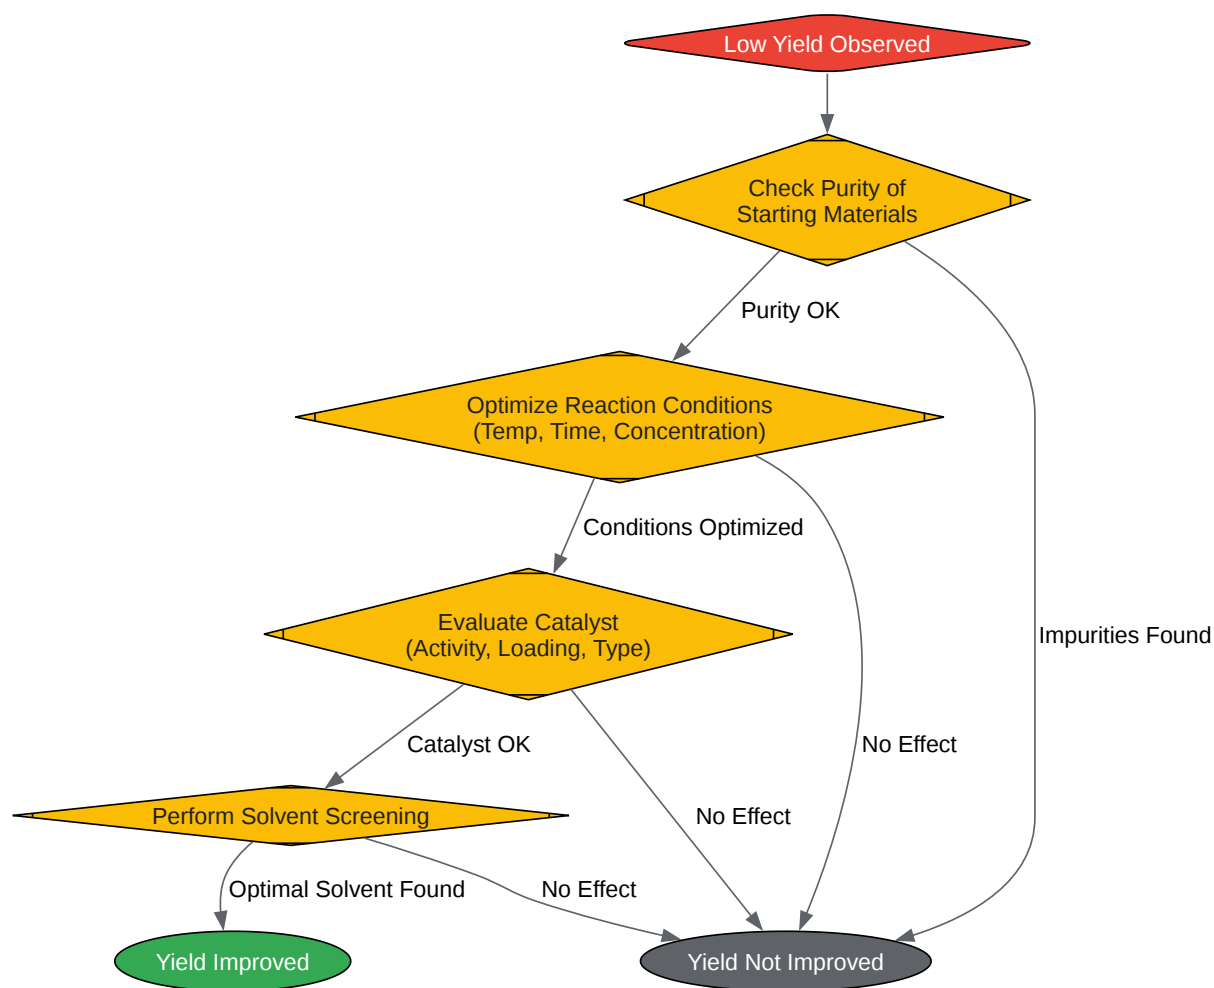 Low Yield Observed
Check Purity of
Starting Materials
Purity OK
Optimize Reaction Conditions
(Temp, Time, Concentration)
Conditions Optimized
Evaluate Catalyst
(Activity, Loading, Type)
Impurities Found
Catalyst OK
No Effect
No Effect
Perform Solvent Screening
Optimal Solvent Found
No Effect
Yield Improved
Yield Not Improved